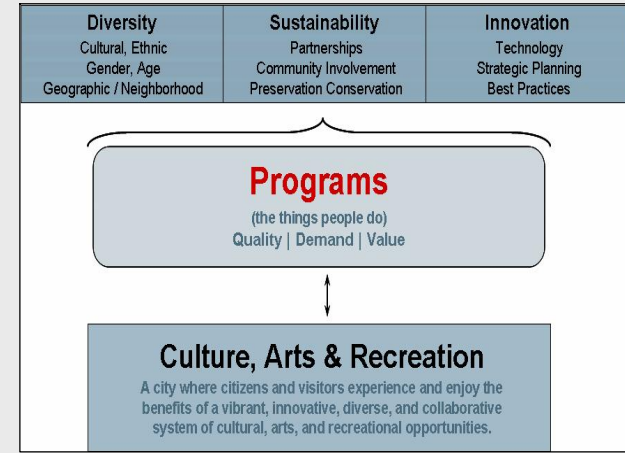 Diversity
Cultural, Ethnic
Gender, Age
Geographic / Neighborhood
Sustainability
Partnerships
Community Involvement
Preservation Conservation
Innovation
Technology
Strategic Planning
Best Practices
Programs
(the things people do)
Quality | Demand | Value
Culture, Arts & Recreation
A city where citizens and visitors experience and enjoy the
benefits of a vibrant, innovative, diverse, and collaborative
system of cultural, arts, and recreational opportunities.